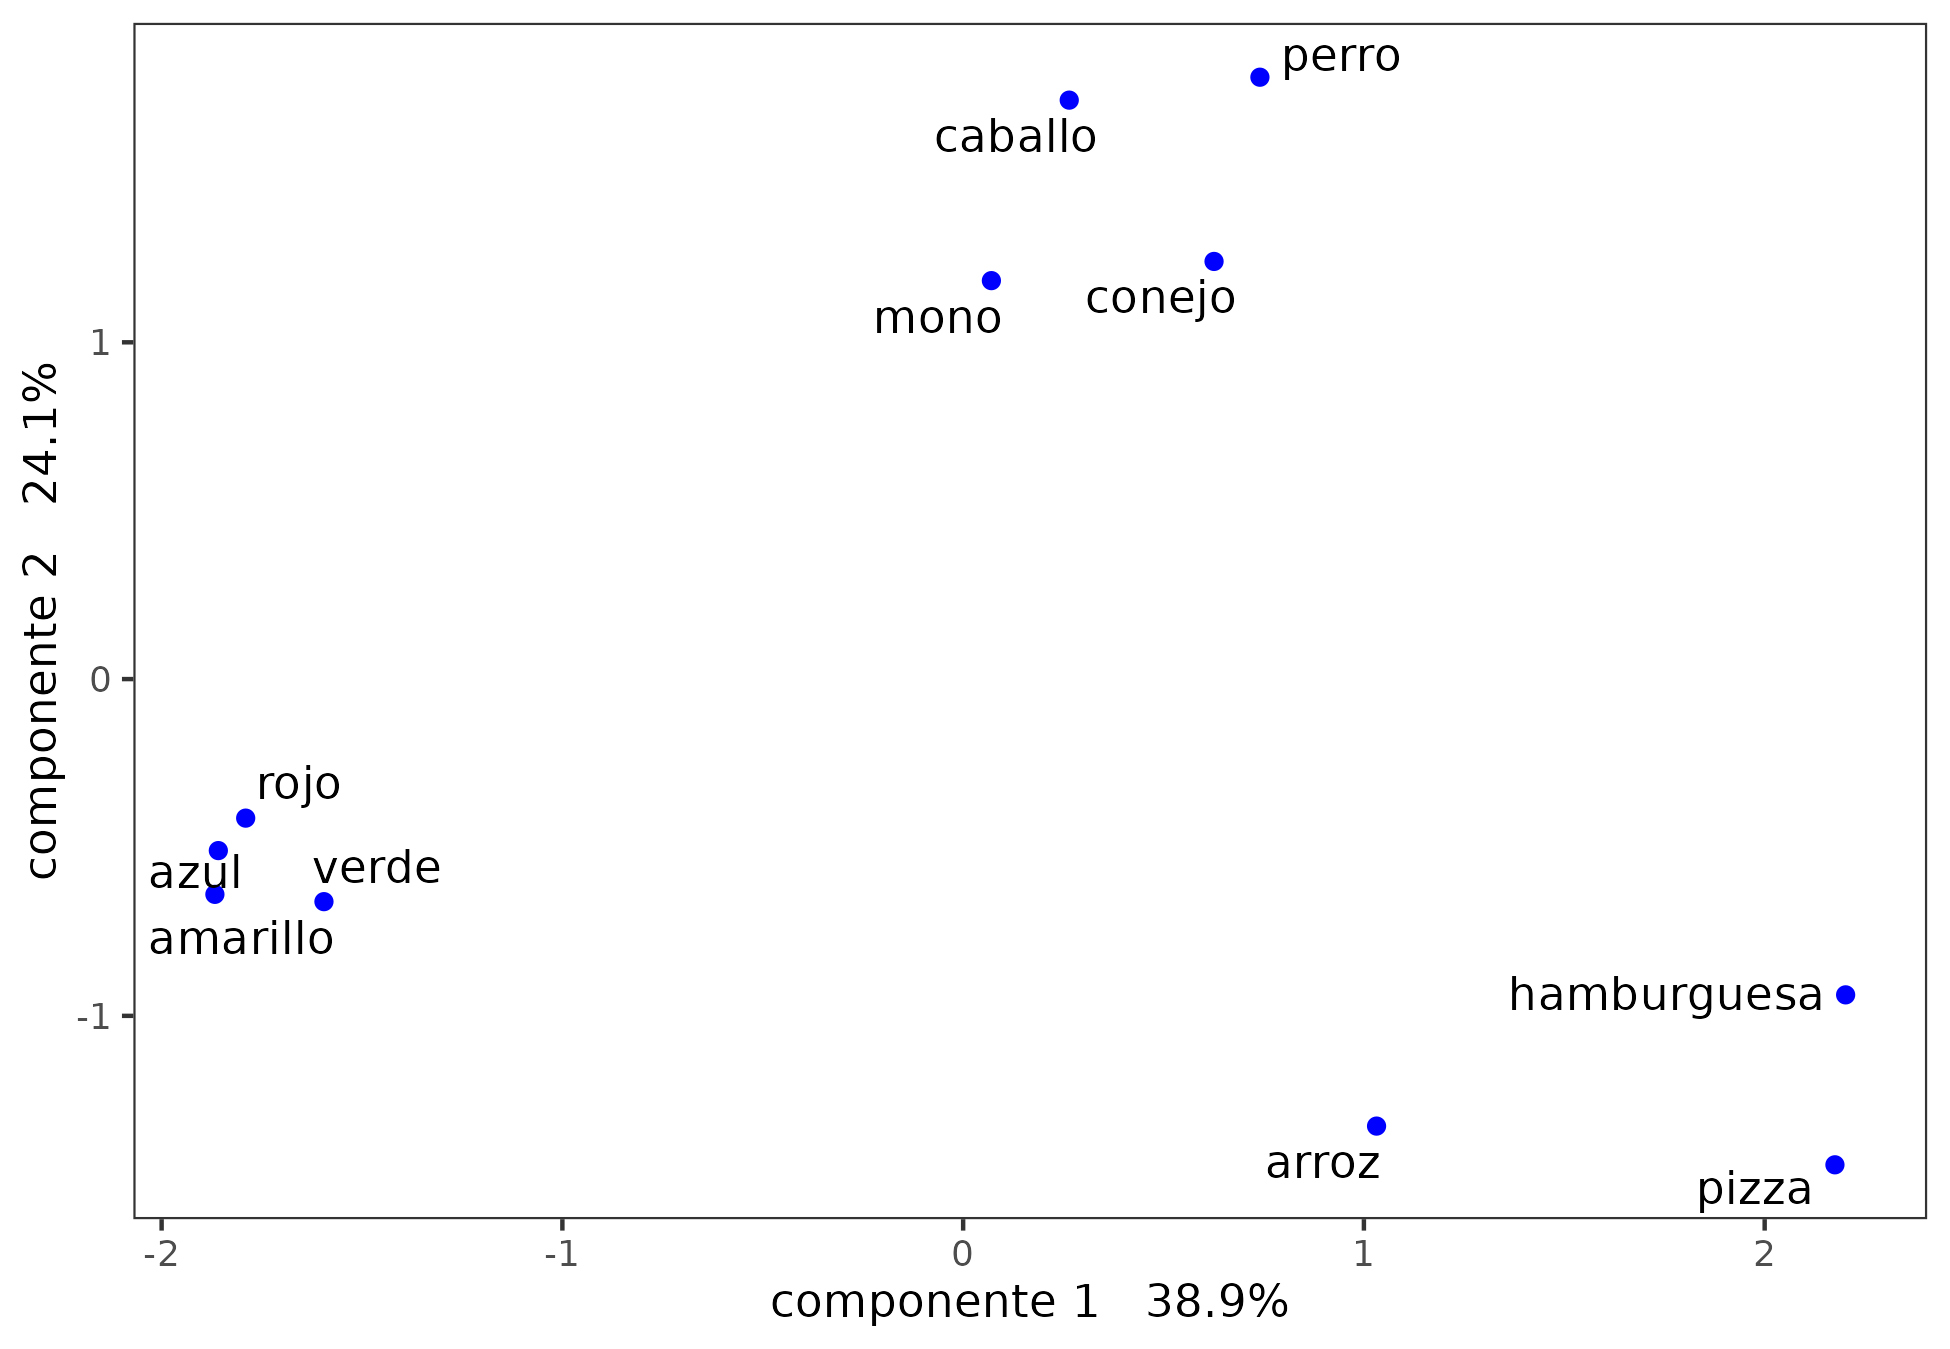 perro
caballo
conejo
mono
1
componente 2   24.1%
0
rojo
azul
verde
amarillo
hamburguesa
-1
arroz
pizza
-2
-1
0
1
2
componente 1   38.9%